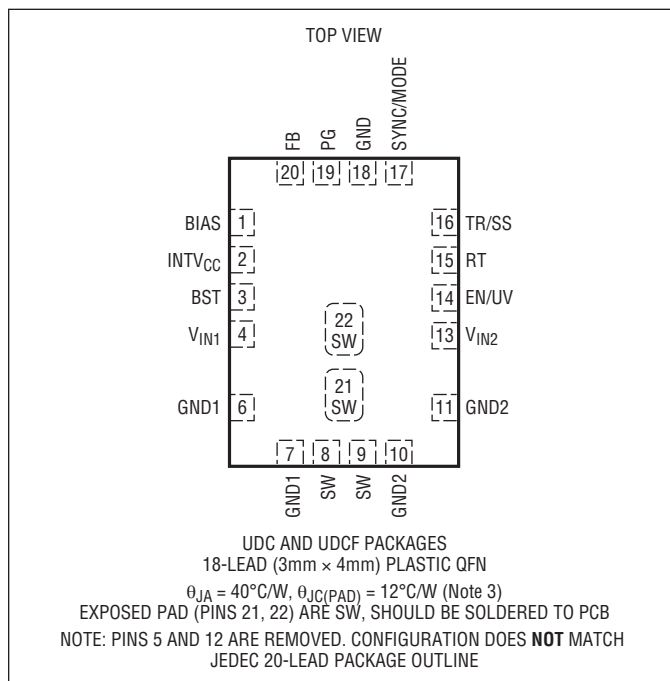 TOP VIEW
FB
PG
GND
SYNC/MODE
20 19 18 17
BIAS 1
16 TR/SS
INTVCC 2
15 RT
BST 3
14 EN/UV
VIN1 4
13 VIN2
22
SW
21
SW
GND1 6
11 GND2
7 8 9 10
GND1
SW
SW
GND2
UDC AND UDCF PACKAGES
18-LEAD (3mm × 4mm) PLASTIC QFN
θJA = 40°C/W, θJC(PAD) = 12°C/W (Note 3)
EXPOSED PAD (PINS 21, 22) ARE SW, SHOULD BE SOLDERED TO PCB
NOTE: PINS 5 AND 12 ARE REMOVED. CONFIGURATION DOES NOT MATCH
JEDEC 20-LEAD PACKAGE OUTLINE